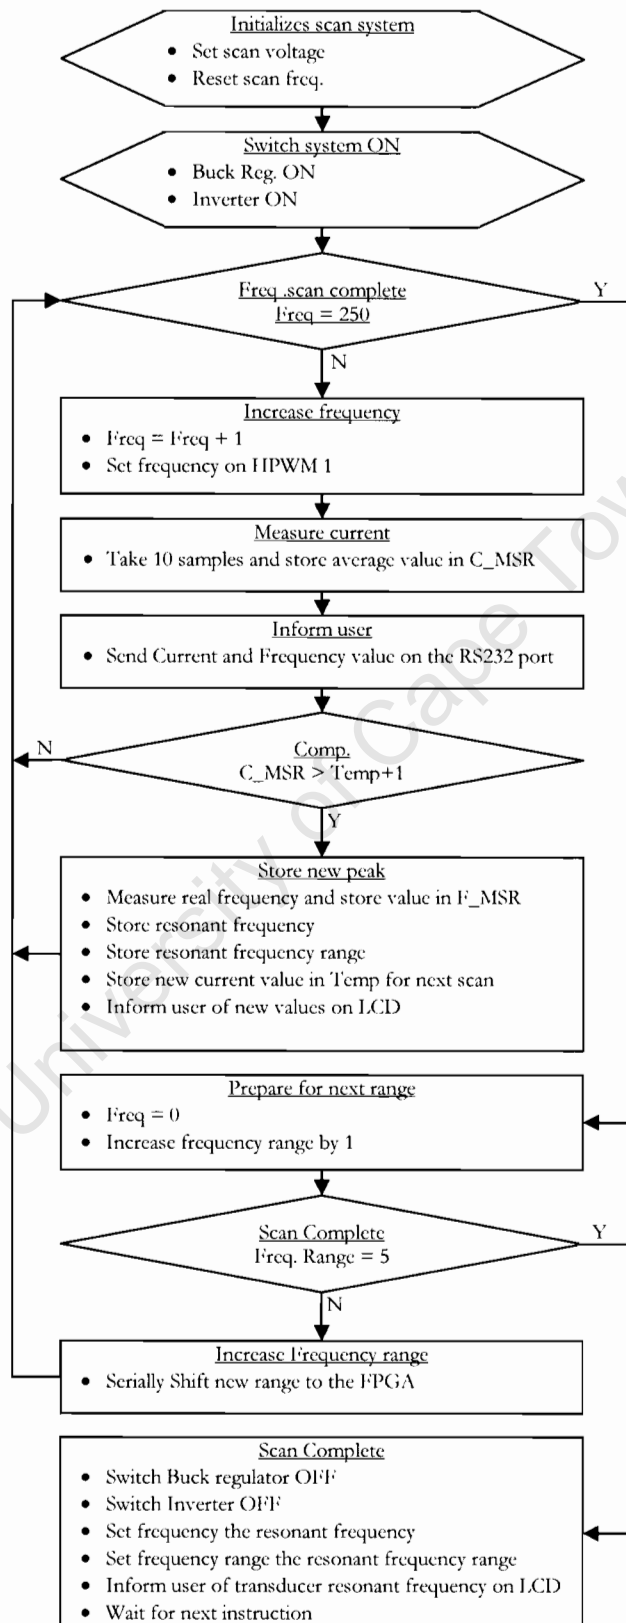 Initializes scan system
• Set scan voltage
• Reset scan freq.
Switch system ON
• Buck Reg. ON
• Inverter ON
Freq .scan complete
Freq = 250
Y
N
Increase frequency
• Freq = Freq + 1
• Set frequency on HPWM 1
Measure current
• Take 10 samples and store average value in C_MSR
Inform user
• Send Current and Frequency value on the RS232 port
N
Comp.
C_MSR > Temp+1
Y
Store new peak
• Measure real frequency and store value in F_MSR
• Store resonant frequency
• Store resonant frequency range
• Store new current value in Temp for next scan
• Inform user of new values on LCD
Prepare for next range
• Freq = 0
• Increase frequency range by 1
Scan Complete
Freq. Range = 5
Y
N
Increase Frequency range
• Serially Shift new range to the FPGA
Scan Complete
• Switch Buck regulator OFF
• Switch Inverter OFF
• Set frequency the resonant frequency
• Set frequency range the resonant frequency range
• Inform user of transducer resonant frequency on LCD
• Wait for next instruction
University of Cape Tow